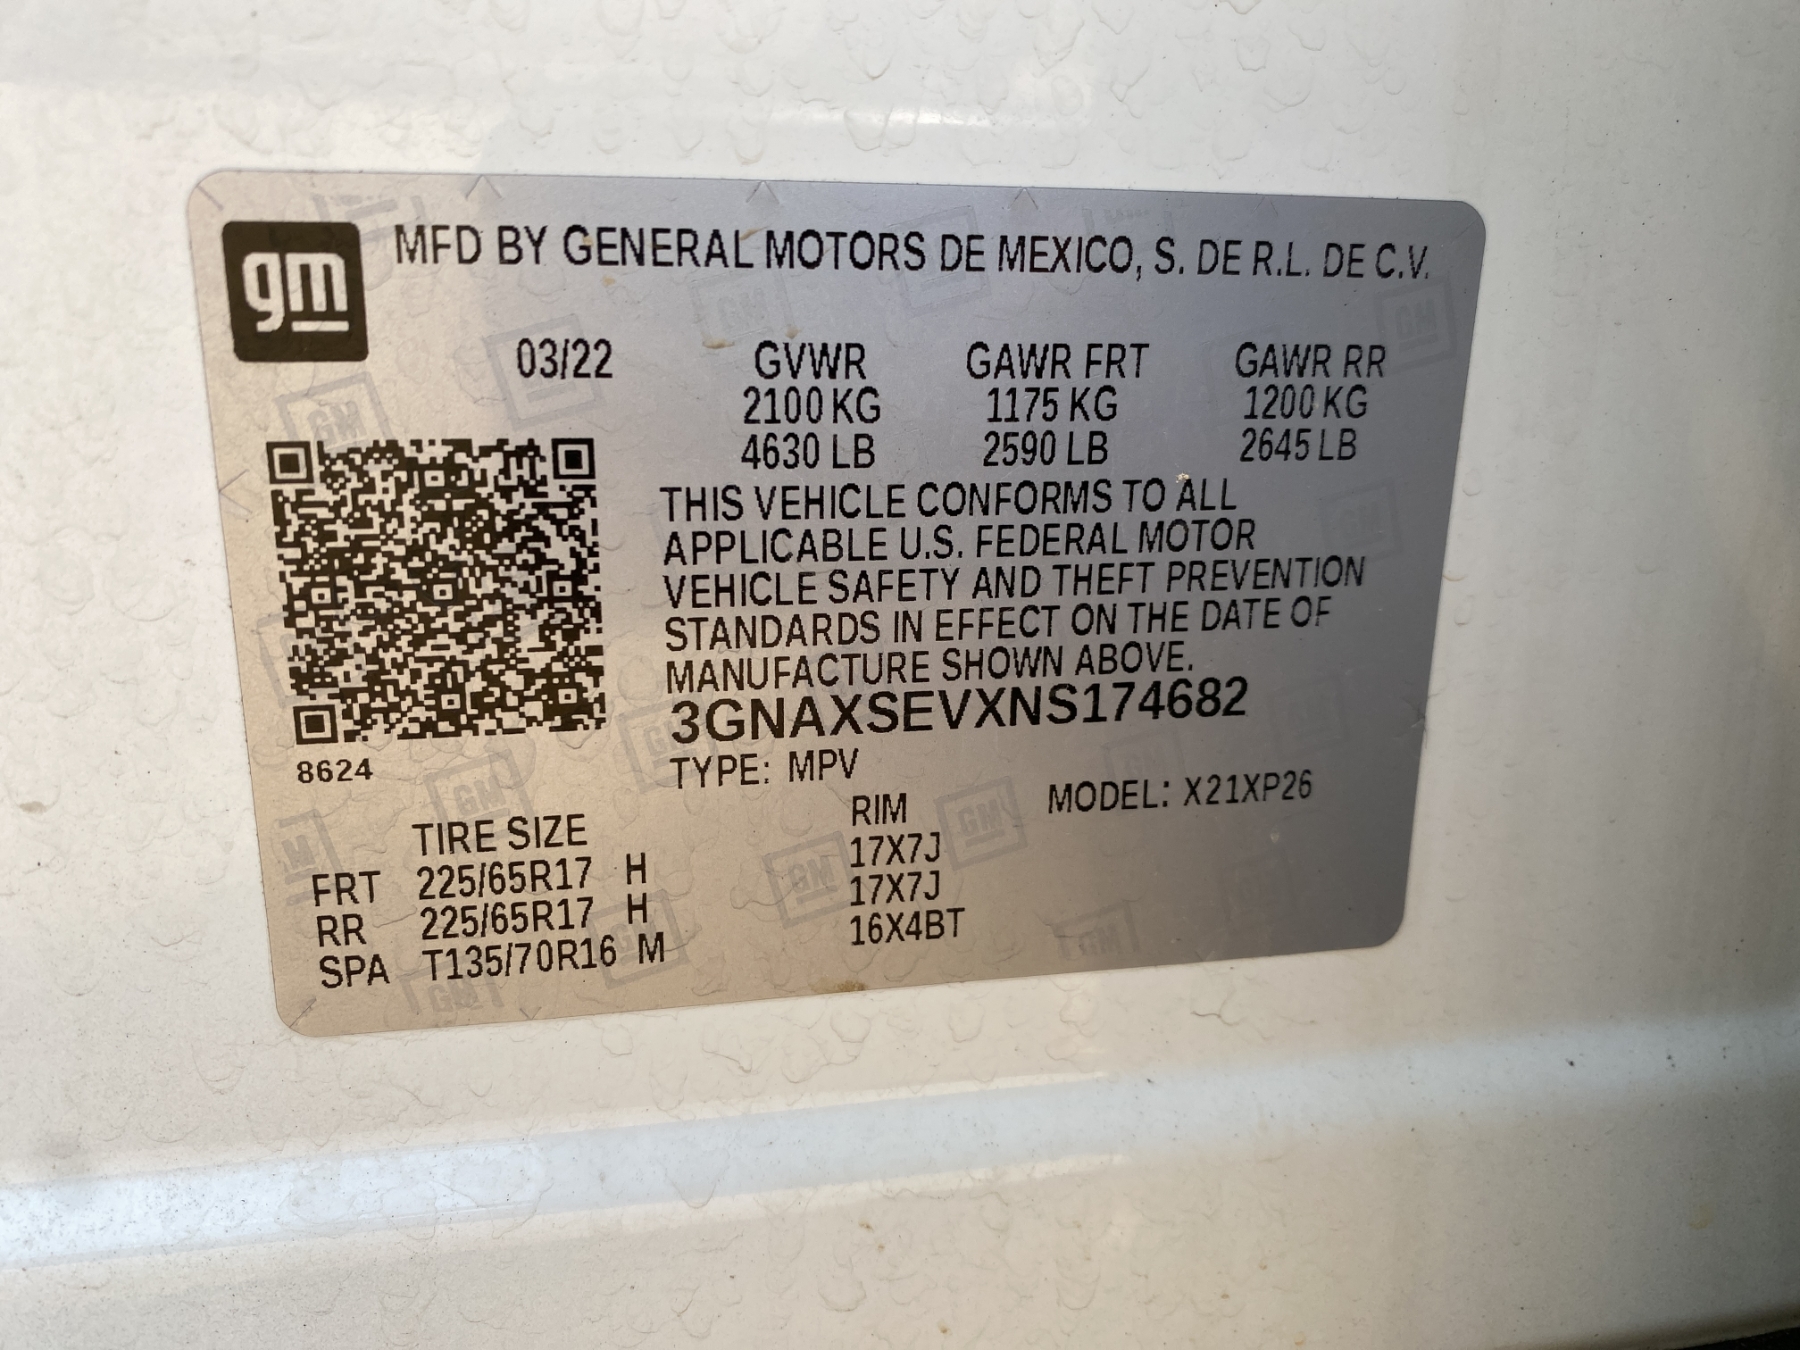 gm
MFD BY GENERAL MOTORS DE MEXICO, S. DE R.L. DE C.V.
03/22 GVWR GAWR FRT GAWR RR
2100 KG 1175 KG 1200 KG
4630 LB 2590 LB 2645 LB
THIS VEHICLE CONFORMS TO ALL
APPLICABLE U.S. FEDERAL MOTOR
VEHICLE SAFETY AND THEFT PREVENTION
STANDARDS IN EFFECT ON THE DATE OF
MANUFACTURE SHOWN ABOVE.
3GNAXSEVXNS174682
8624
TYPE: MPV MODEL: X21XP26
TIRE SIZE RIM
FRT 225/65R17 H 17X7J
RR 225/65R17 H 17X7J
SPA T135/70R16 M 16X4BT